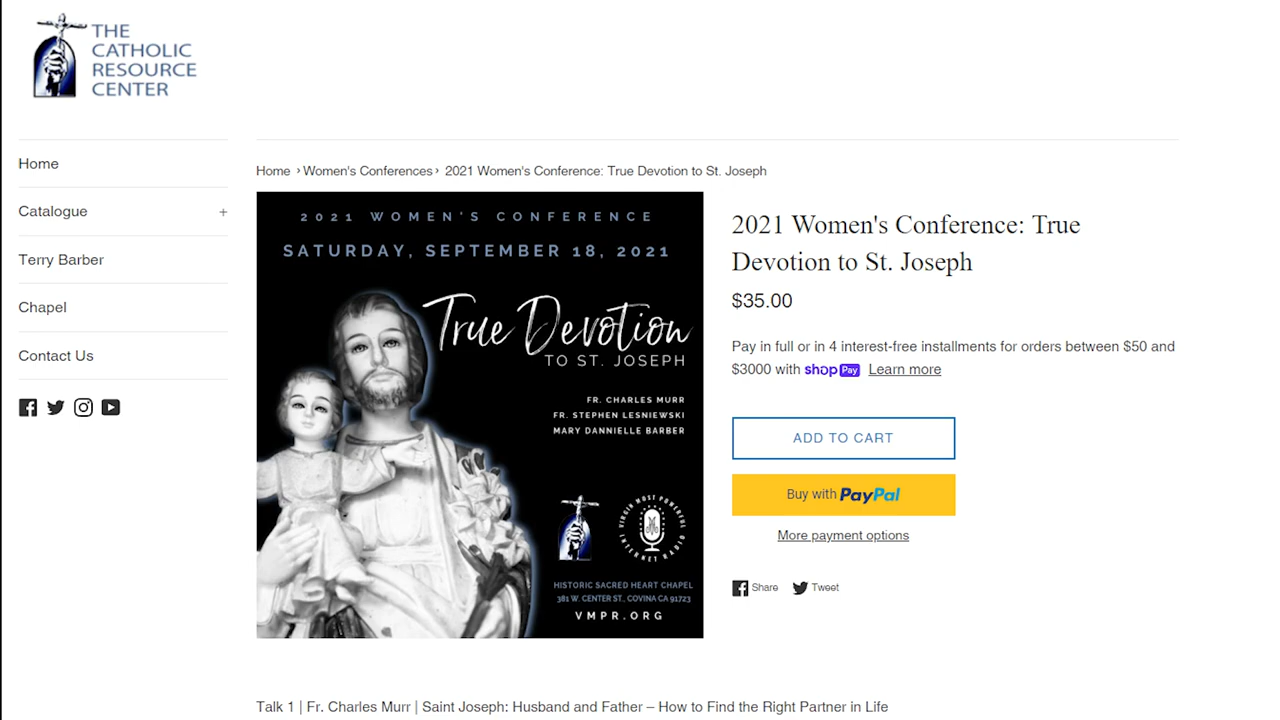 THE
CATHOLIC
RESOURCE
CENTER
Home
Catalogue +
Terry Barber
Chapel
Contact Us
Home › Women's Conferences › 2021 Women's Conference: True Devotion to St. Joseph
2021 WOMEN'S CONFERENCE
SATURDAY, SEPTEMBER 18, 2021
True Devotion
TO ST. JOSEPH
FR. CHARLES MURR
FR. STEPHEN LESNIEWSKI
MARY DANNIELLE BARBER
VIRGIN MOST POWERFUL
INTERNET RADIO
HISTORIC SACRED HEART CHAPEL
381 W. CENTER ST., COVINA CA 91723
VMPR.ORG
2021 Women's Conference: True
Devotion to St. Joseph
$35.00
Pay in full or in 4 interest-free installments for orders between $50 and
$3000 with shop Pay Learn more
ADD TO CART
Buy with PayPal
More payment options
Share Tweet
Talk 1 | Fr. Charles Murr | Saint Joseph: Husband and Father – How to Find the Right Partner in Life